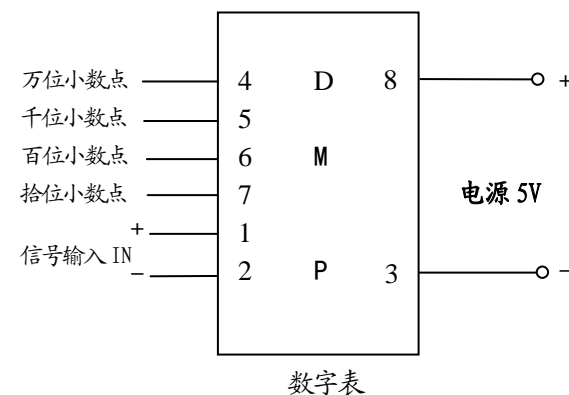 万位小数点 4 D 8 +
千位小数点 5
百位小数点 6 M
拾位小数点 7 电源 5V
+ 1
信号输入 IN
− 2 P 3 −
数字表